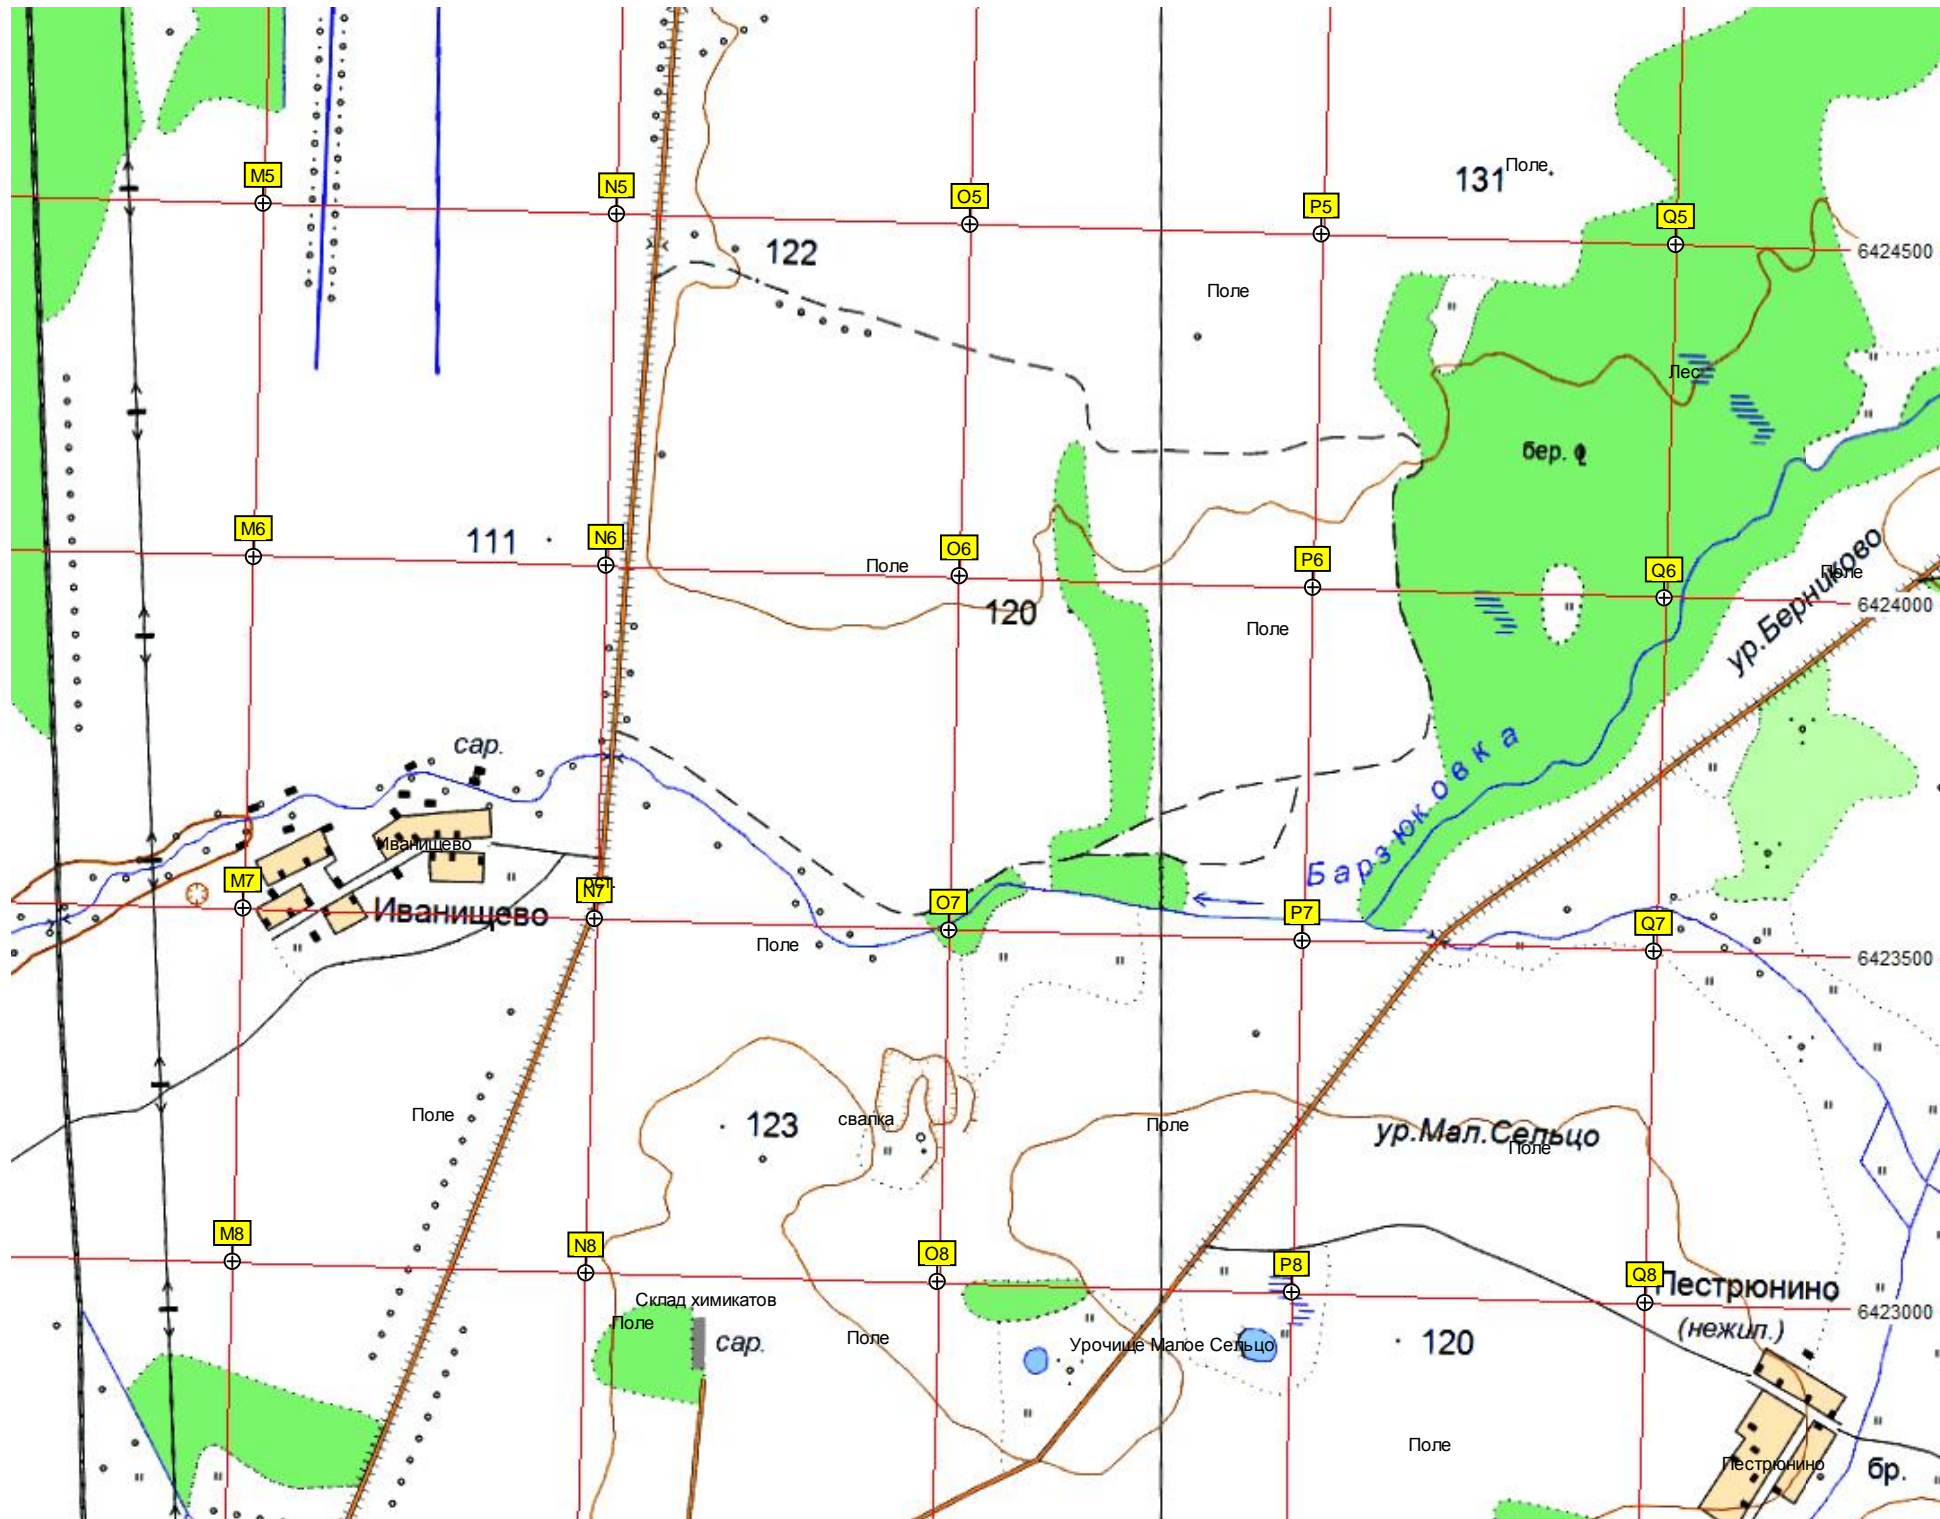 Поле
131
M5
N5
O5
P5
Q5
122
6424500
Поле
Лес
бер.
M6
111
N6
O6
Поле
P6
Q6
Поле
ур.Берниково
6424000
120
Поле
сар.
Барзюковка
Иванищево
M7
N7
O7
P7
Q7
Иванищево
Поле
6423500
Поле
123
свалка
Поле
ур.Мал.Сельцо
Поле
M8
N8
O8
P8
Q8
Пестрюнино
(нежил.)
6423000
Склад химикатов
Поле
сар.
Поле
Урочище Малое Сельцо
120
Поле
Пестрюнино
бр.